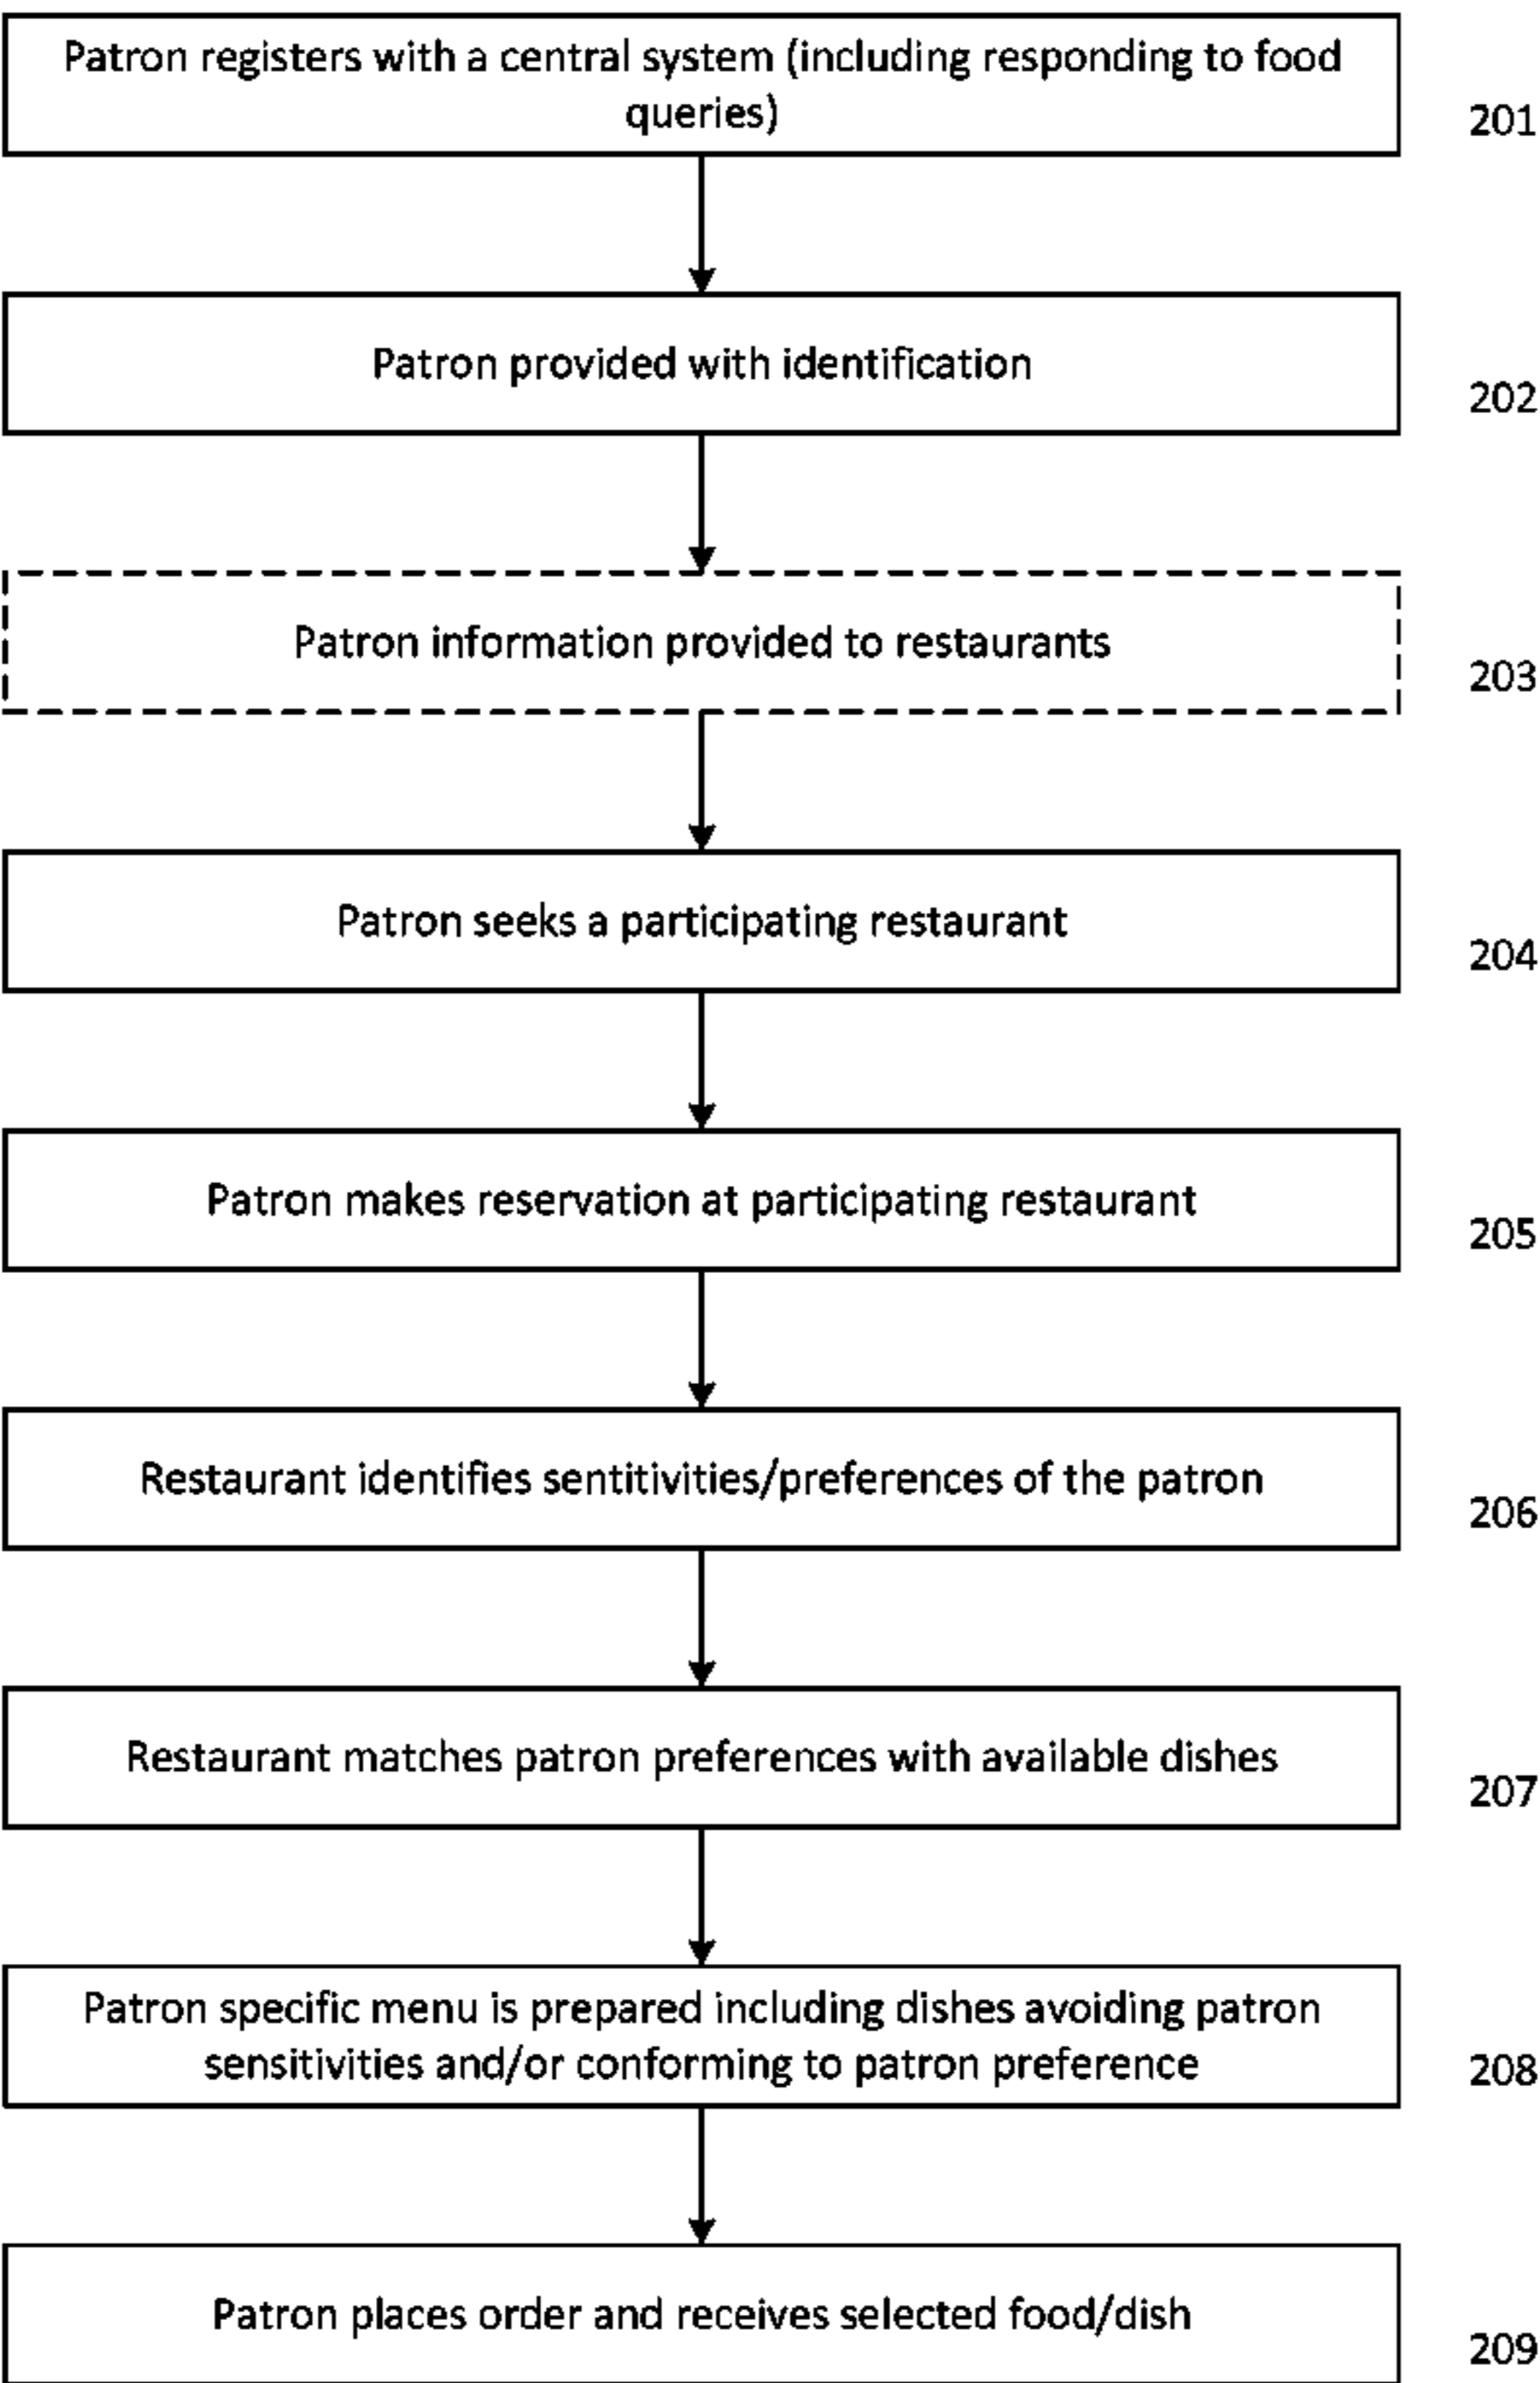 Patron registers with a central system (including responding to food
queries)
201
Patron provided with identification
202
Patron information provided to restaurants
203
Patron seeks a participating restaurant
204
Patron makes reservation at participating restaurant
205
Restaurant identifies sentitivities/preferences of the patron
206
Restaurant matches patron preferences with available dishes
207
Patron specific menu is prepared including dishes avoiding patron
sensitivities and/or conforming to patron preference
208
Patron places order and receives selected food/dish
209